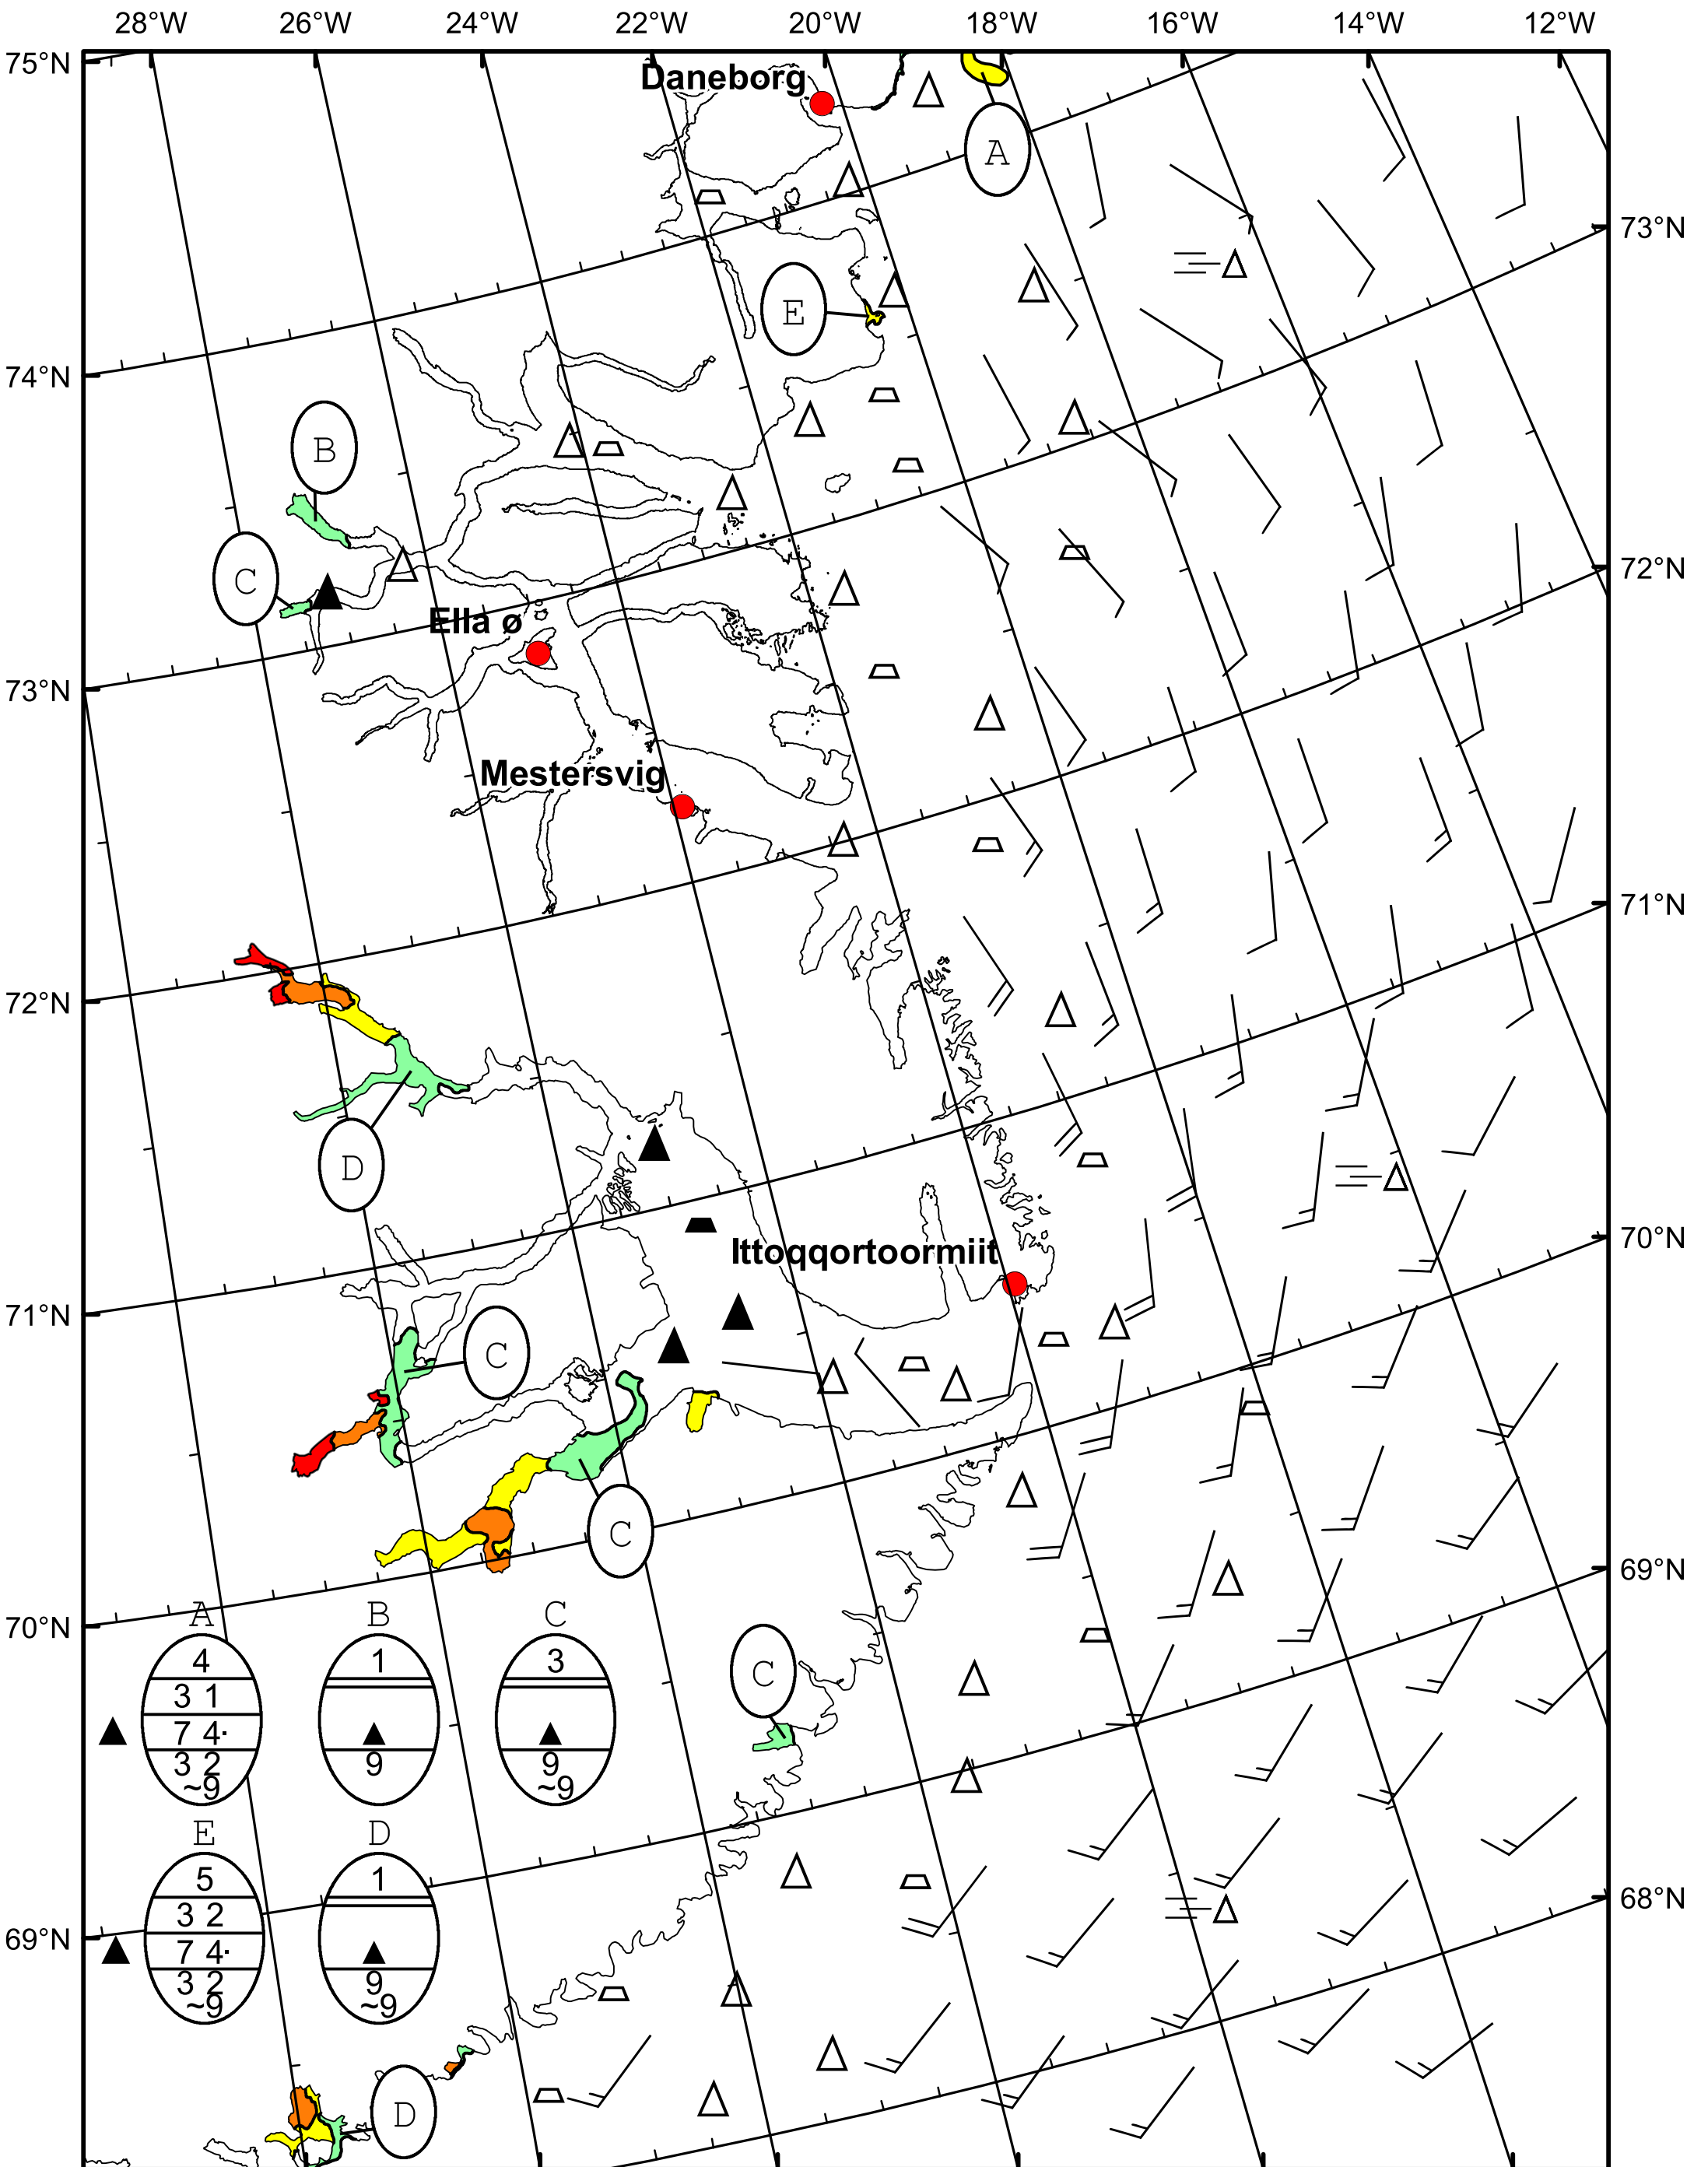 28°W 26°W 24°W 22°W 20°W 18°W 16°W 14°W 12°W
75°N
Daneborg
A
73°N
E
74°N
B
C
72°N
Ella ø
73°N
Mestersvig
71°N
72°N
D
70°N
Ittoqqortoormiit
71°N
C
C
69°N
A B C
70°N
4 1 3
3 1
7 4·
3 2 9 9
~9 ~9
C
E D
5 1
3 2
68°N
69°N
7 4·
3 2 9
~9 ~9
D